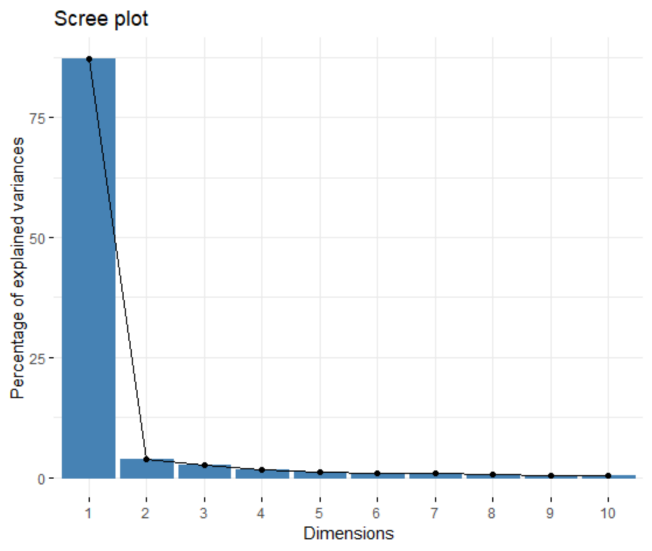 Scree plot
Percentage of explained variances
75
50
25
0
1 2 3 4 5 6 7 8 9 10
Dimensions